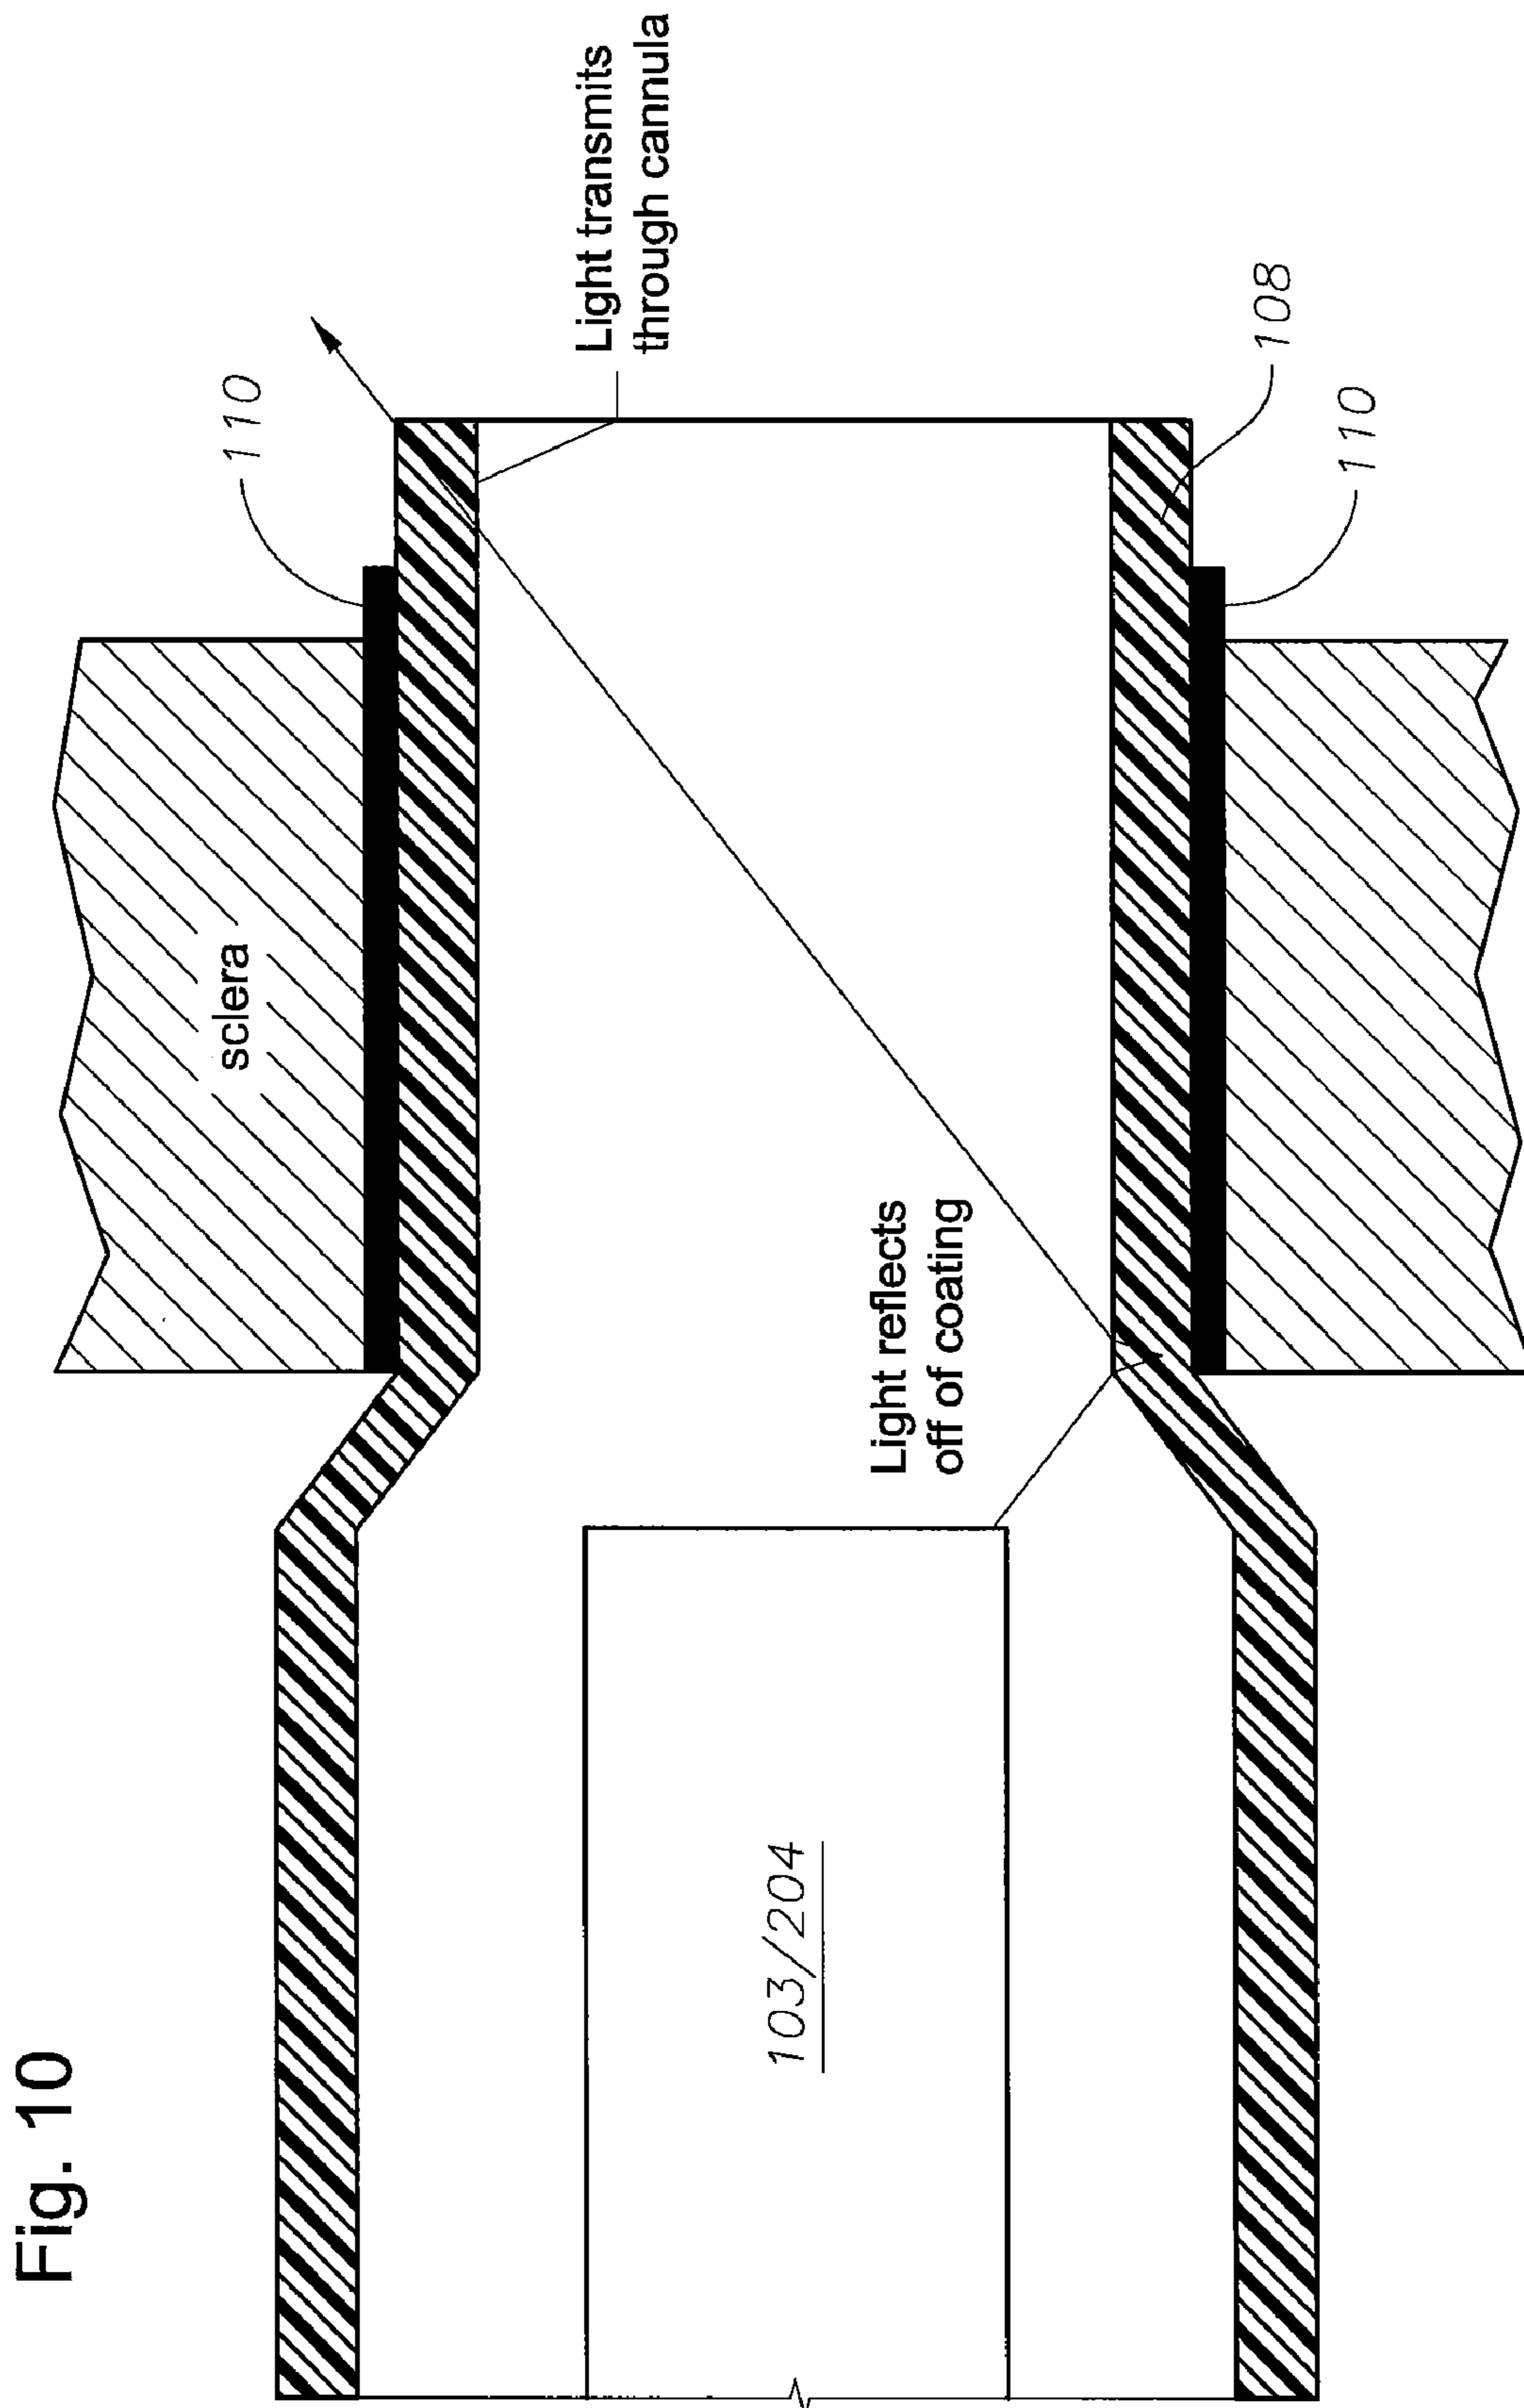 Fig. 10
103/204
Light reflects
off of coating
sclera
110
Light transmits
through cannula
108
110